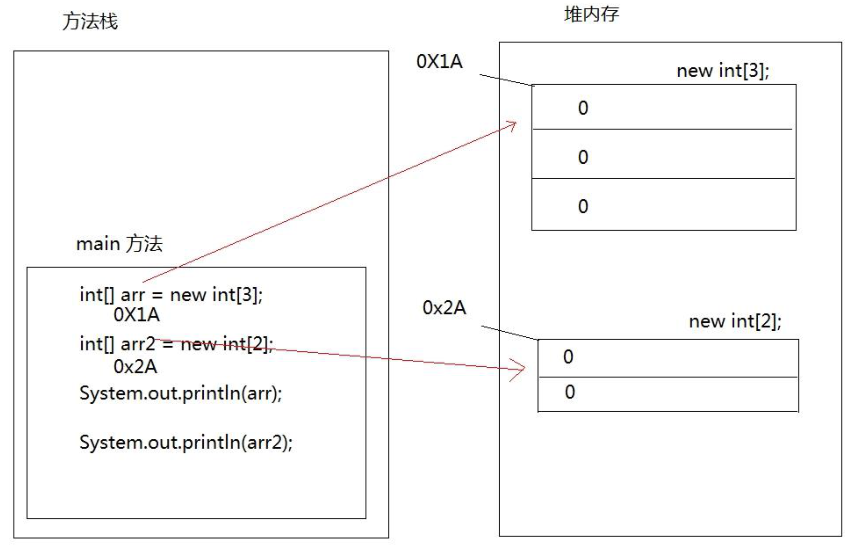 方法栈
堆内存
0X1A
new int[3];
0
0
0
main 方法
int[] arr = new int[3];
0X1A
int[] arr2 = new int[2];
0x2A
System.out.println(arr);
System.out.println(arr2);
0x2A
new int[2];
0
0